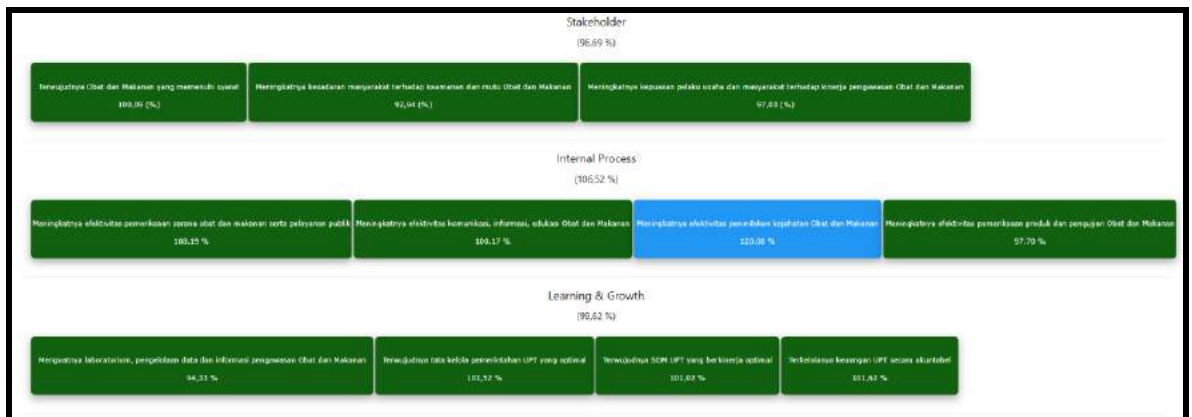 Stakeholder
(96,69 %)
Terwujudnya Obat dan Makanan yang memenuhi syarat
100,09 (%)
Meningkatnya kesadaran masyarakat terhadap keamanan dan mutu Obat dan Makanan
92,94 (%)
Meningkatnya kepuasan pelaku usaha dan masyarakat terhadap kinerja pengawasan Obat dan Makanan
97,03 (%)
Internal Process
(106,52 %)
Meningkatnya efektivitas pemeriksaan sarana obat dan makanan serta pelayanan publik
108.19 %
Meningkatnya efektivitas komunikasi, informasi, edukasi Obat dan Makanan
100.17 %
Meningkatnya efektivitas penindakan kejahatan Obat dan Makanan
Meningkatnya efektivitas pemeriksaan produk dan pengujian Obat dan Makanan
97.70 %
Learning & Growth
(99,62 %)
Menguatnya laboratorium, pengelolaan data dan informasi pengawasan Obat dan Makanan
94,33 %
Terwujudnya tata kelola pemerintahan UPT yang optimal
101,52 %
Terwujudnya SDM UPT yang berkinerja optimal
101,02 %
Terkelolanya keuangan UPT secara akuntabel
101,62 %